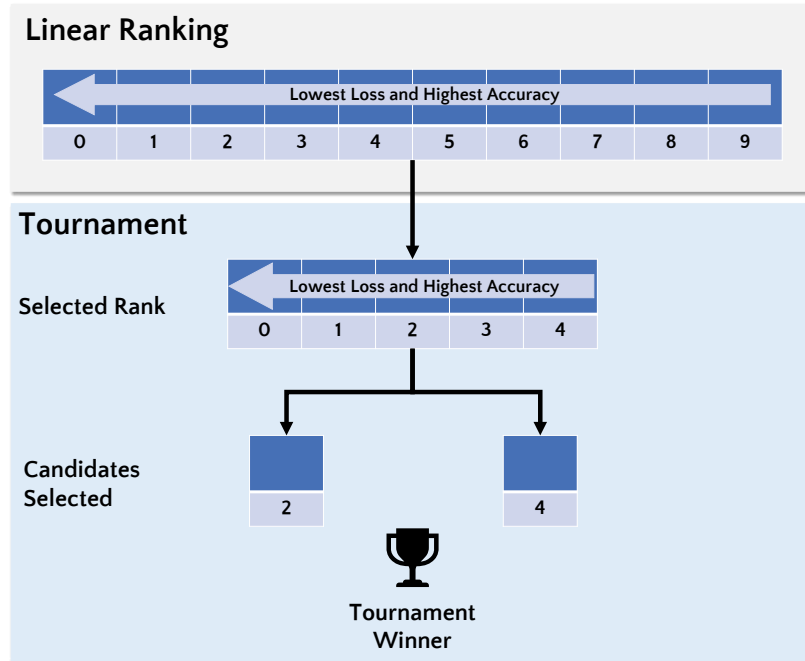 Linear Ranking
Lowest Loss and Highest Accuracy
0 1 2 3 4 5 6 7 8 9
Tournament
Lowest Loss and Highest Accuracy
Selected Rank
0 1 2 3 4
Candidates
Selected
2 4
Tournament
Winner